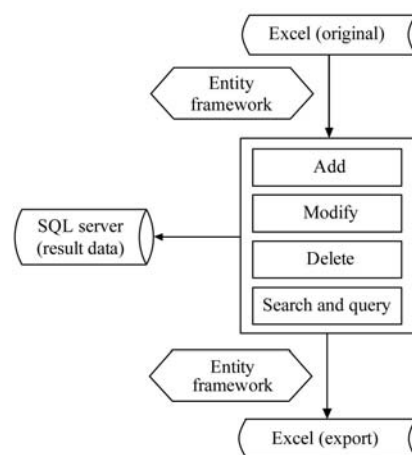 Excel (original)
Entity
framework
Add
Modify
SQL server
(result data)
Delete
Search and query
Entity
framework
Excel (export)